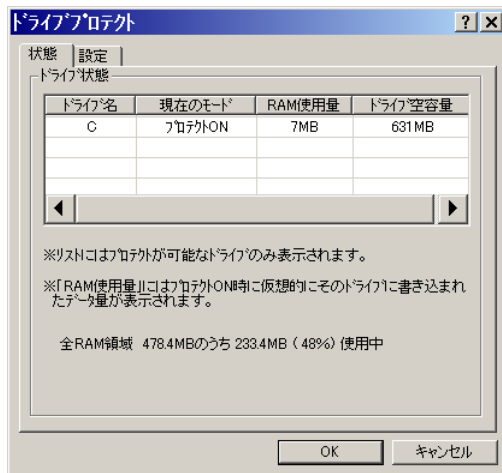 ドライブプロテクト
状態 設定
ドライブ状態
ドライブ名 現在のモード RAM使用量 ドライブ空容量
C プロテクトON 7MB 631MB
※リストにはプロテクトが可能なドライブのみ表示されます。
※「RAM使用量」にはプロテクトON時に仮想的にそのドライブに書き込まれ
たデータ量が表示されます。
全RAM領域 478.4MBのうち 233.4MB ( 48%) 使用中
OK キャンセル